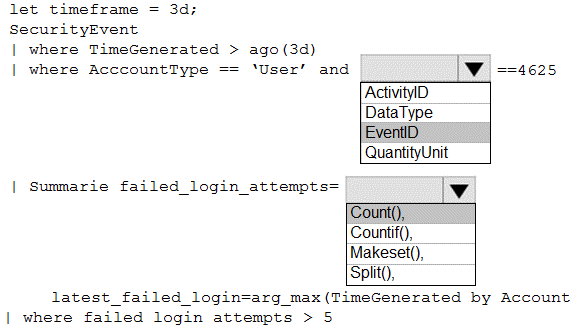 let timeframe = 3d;
SecurityEvent
| where TimeGenerated > ago(3d)
| where AcccountType == ‘User’ and ==4625
ActivityID
DataType
EventID
QuantityUnit
| Summarie failed_login_attempts=
Count(),
Countif(),
Makeset(),
Split(),
latest_failed_login=arg_max(TimeGenerated by Account
| where failed login attempts > 5